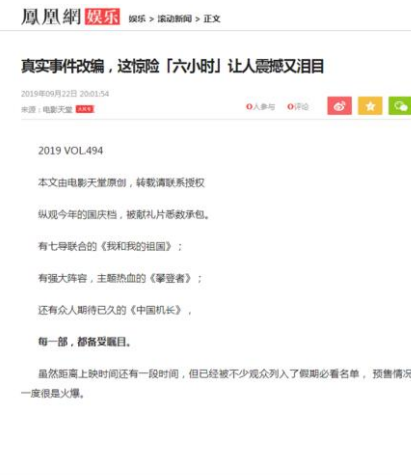 鳳凰網 娱乐 娱乐 > 滚动新闻 > 正文
真实事件改编，这惊险「六小时」让人震撼又泪目
2019年09月22日 20:01:54
来源：电影天堂
0人参与 0评论
2019 VOL.494
本文由电影天堂原创，转载请联系授权
纵观今年的国庆档，被献礼片悉数承包。
有七导联合的《我和我的祖国》；
有强大阵容，主题热血的《攀登者》；
还有众人期待已久的《中国机长》，
每一部，都备受瞩目。
虽然距离上映时间还有一段时间，但已经被不少观众列入了假期必看名单，预售情况
一度很是火爆。